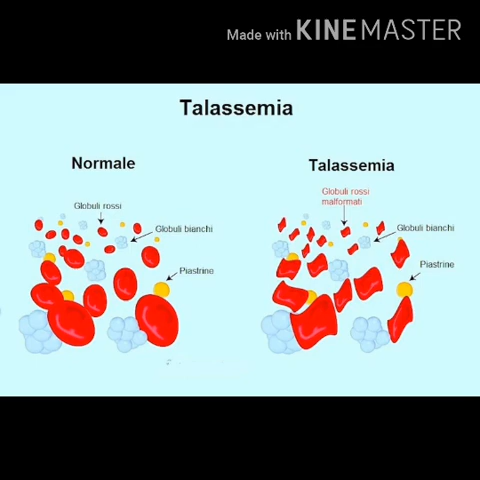 Made with KINEMASTER
Talassemia
Normale
Globuli rossi
Globuli bianchi
Piastrine
Talassemia
Globuli rossi
malformati
Globuli bianchi
Piastrine